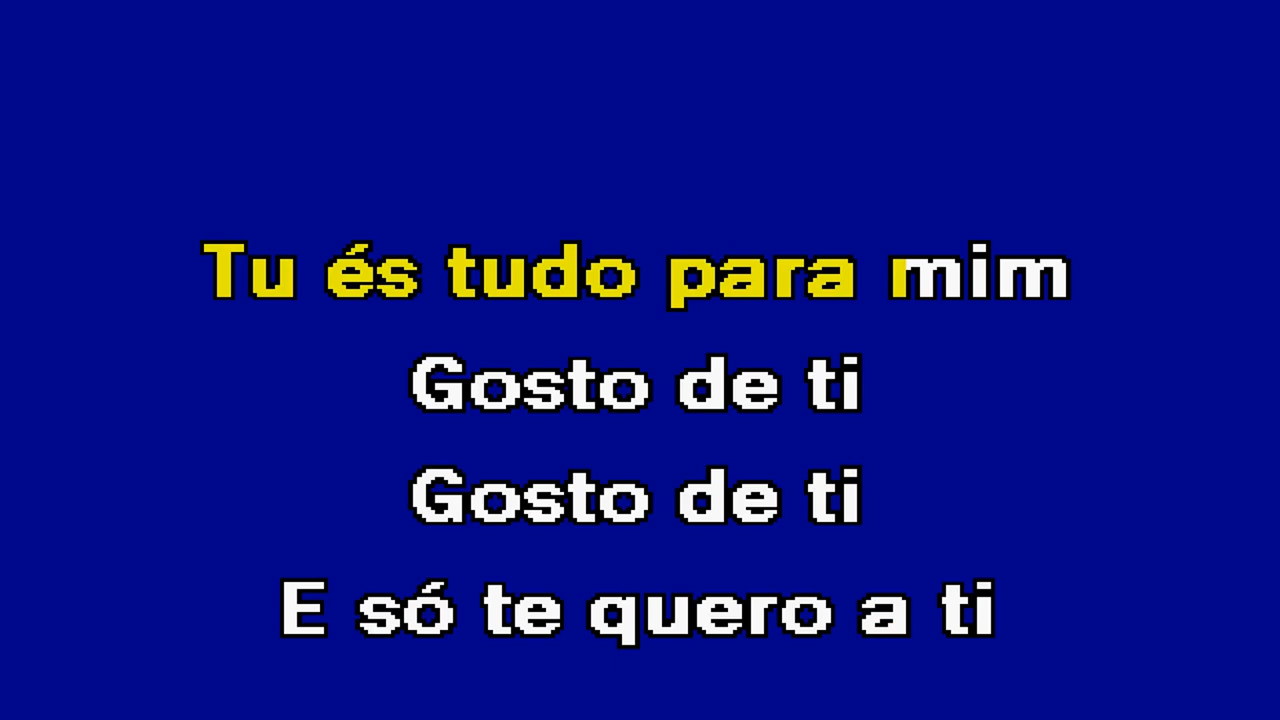 Tu és tudo para mim
Gosto de ti
Gosto de ti
E só te quero a ti